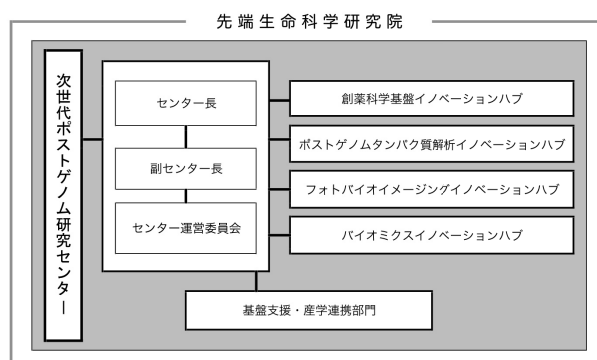 先端生命科学研究院
次世代ポストゲノム研究センター
センター長
副センター長
センター運営委員会
創薬科学基盤イノベーションハブ
ポストゲノムタンパク質解析イノベーションハブ
フォトバイオイメージングイノベーションハブ
バイオミクスイノベーションハブ
基盤支援・産学連携部門